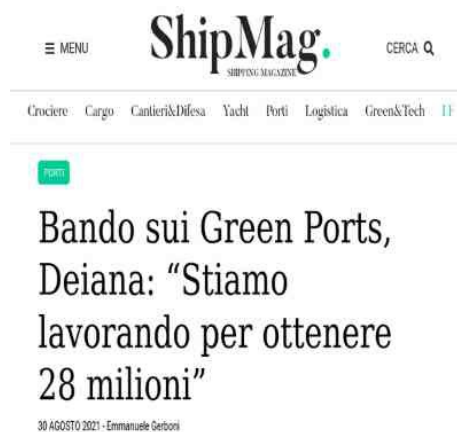 ≡ MENU
ShipMag.
SHIPPING MAGAZINE
CERCA
Crociere Cargo Cantieri&Difesa Yacht Porti Logistica Green&Tech
PORTI
Bando sui Green Ports,
Deiana: “Stiamo
lavorando per ottenere
28 milioni”
30 AGOSTO 2021 - Emmanuele Gerboni